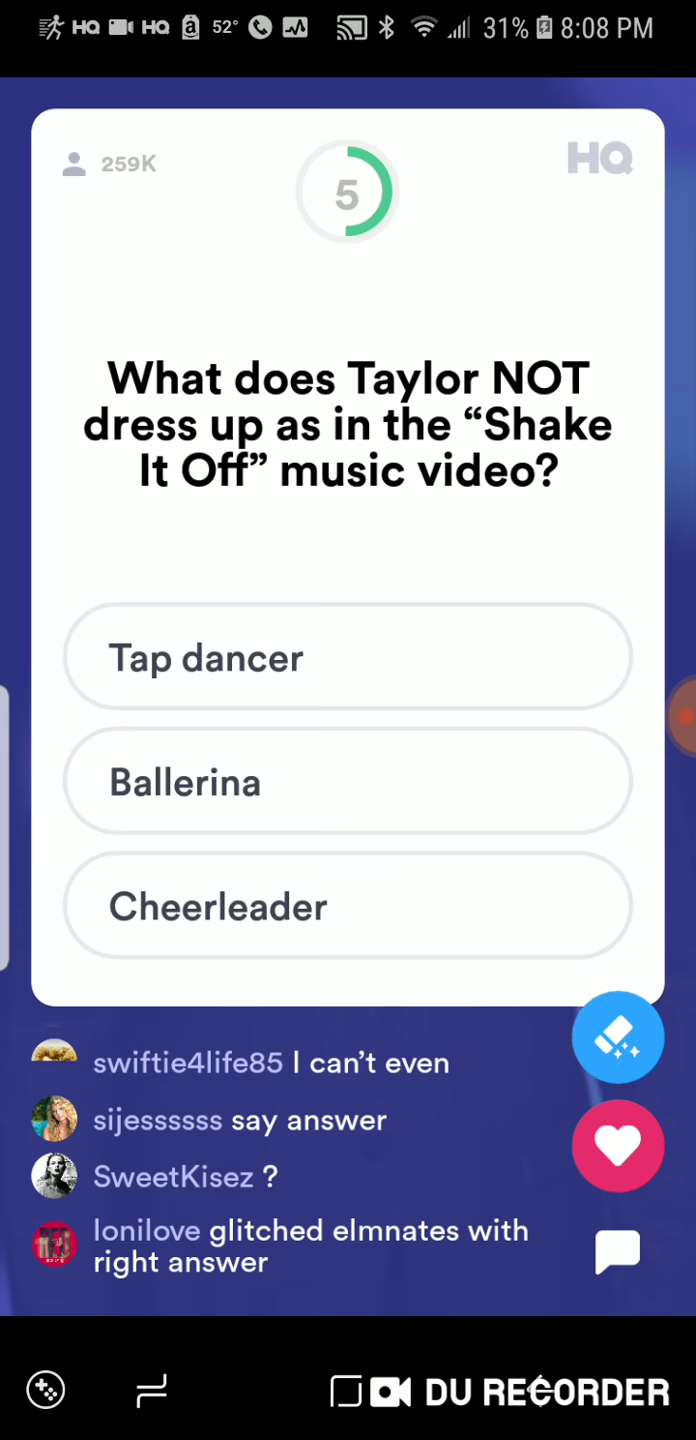 HQ HQ a 52° 31% 8:08 PM
259K
5
HQ
What does Taylor NOT
dress up as in the “Shake
It Off” music video?
Tap dancer
Ballerina
Cheerleader
swiftie4life85 I can’t even
sijessssss say answer
SweetKisez ?
lonilove glitched elmnates with
right answer
DU RECORDER